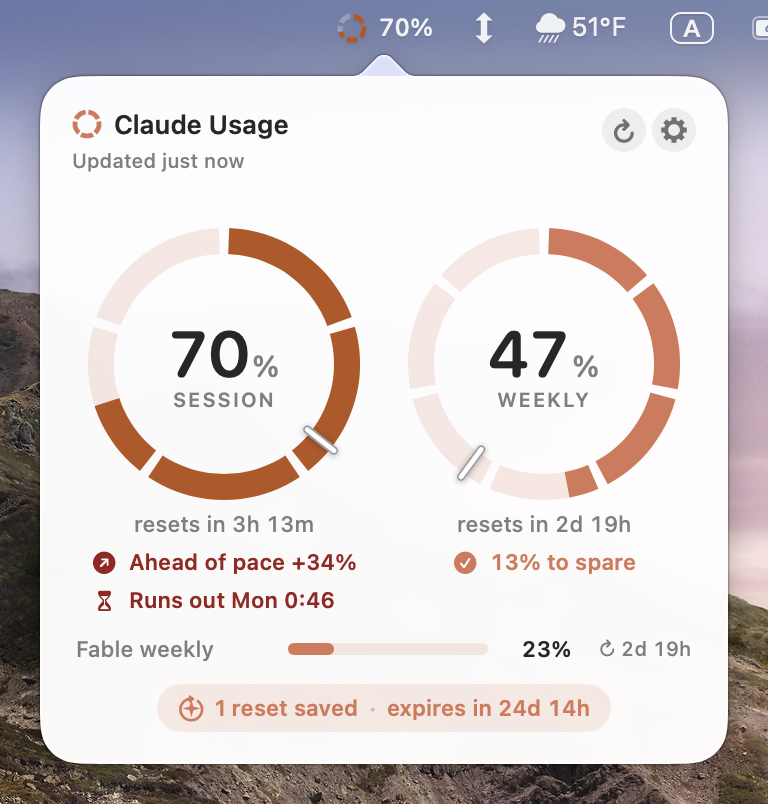 70% 51°F A
Claude Usage
Updated just now
70% 47%
SESSION WEEKLY
resets in 3h 13m resets in 2d 19h
Ahead of pace +34% 13% to spare
Runs out Mon 0:46
Fable weekly 23% 2d 19h
1 reset saved · expires in 24d 14h